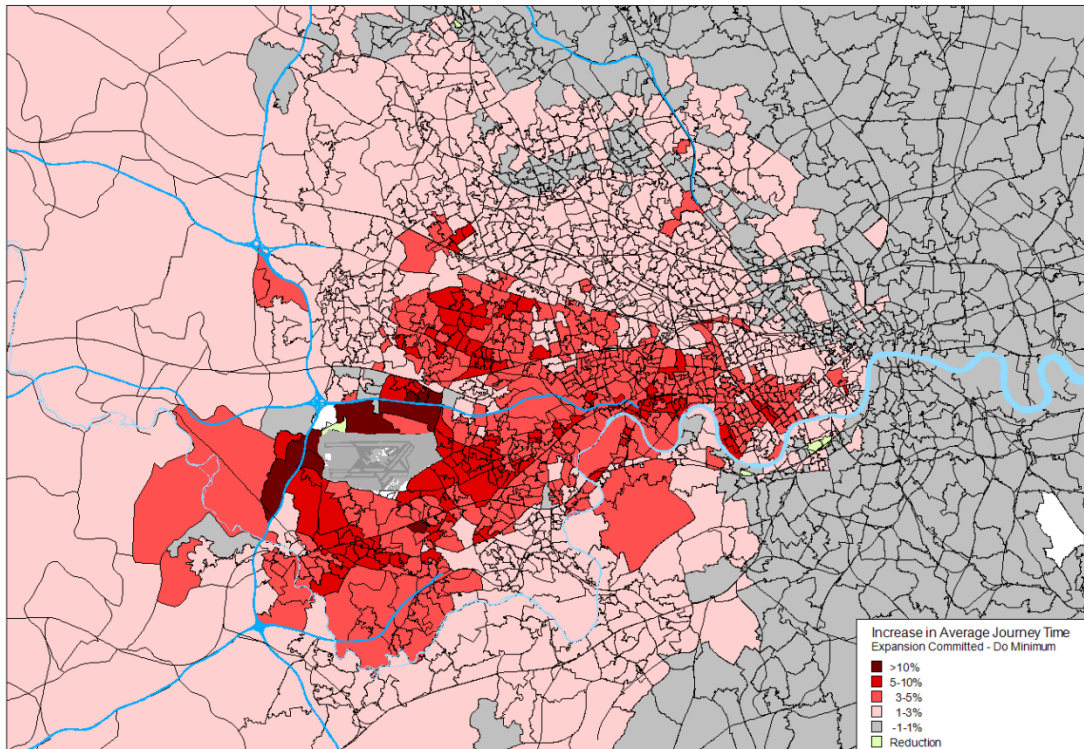 Increase in Average Journey Time
Expansion Committed - Do Minimum
>10%
5-10%
3-5%
1-3%
-1-1%
Reduction